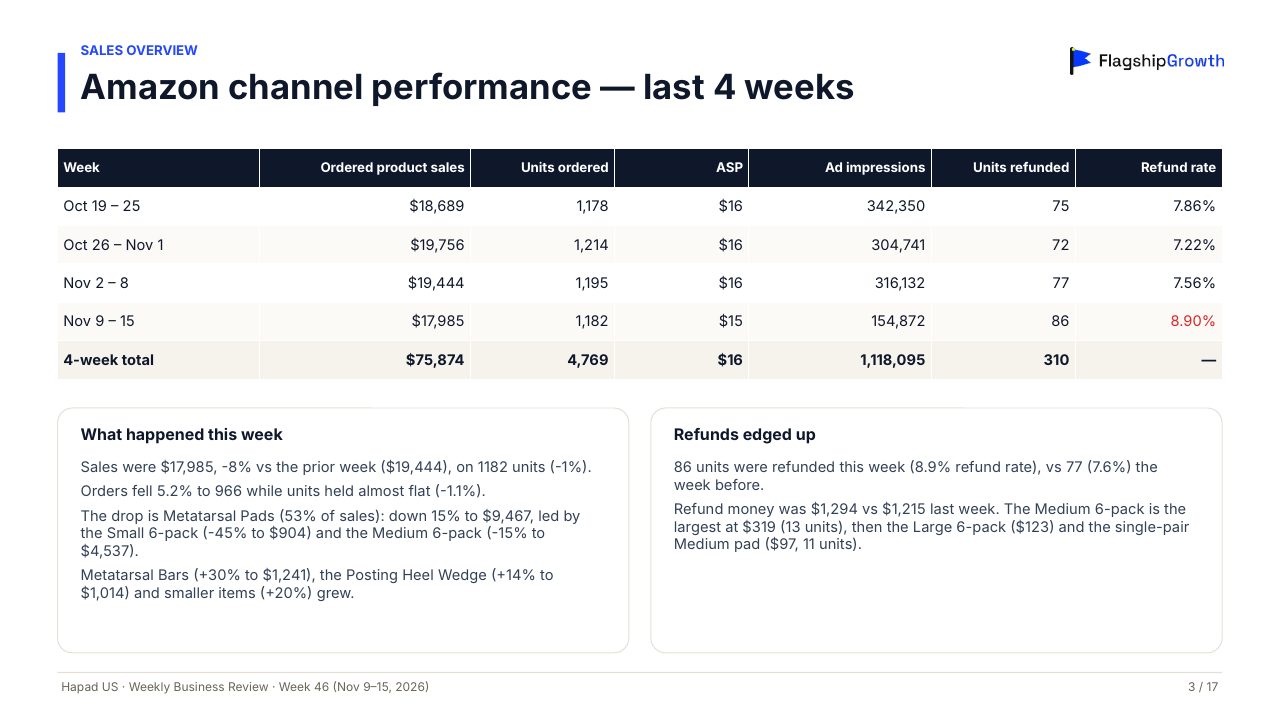 SALES OVERVIEW
Amazon channel performance — last 4 weeks
FlagshipGrowth
Week Ordered product sales Units ordered ASP Ad impressions Units refunded Refund rate
Oct 19 – 25 $18,689 1,178 $16 342,350 75 7.86%
Oct 26 – Nov 1 $19,756 1,214 $16 304,741 72 7.22%
Nov 2 – 8 $19,444 1,195 $16 316,132 77 7.56%
Nov 9 – 15 $17,985 1,182 $15 154,872 86 8.90%
4-week total $75,874 4,769 $16 1,118,095 310 —
What happened this week
Sales were $17,985, -8% vs the prior week ($19,444), on 1182 units (-1%).
Orders fell 5.2% to 966 while units held almost flat (-1.1%).
The drop is Metatarsal Pads (53% of sales): down 15% to $9,467, led by
the Small 6-pack (-45% to $904) and the Medium 6-pack (-15% to
$4,537).
Metatarsal Bars (+30% to $1,241), the Posting Heel Wedge (+14% to
$1,014) and smaller items (+20%) grew.
Refunds edged up
86 units were refunded this week (8.9% refund rate), vs 77 (7.6%) the
week before.
Refund money was $1,294 vs $1,215 last week. The Medium 6-pack is the
largest at $319 (13 units), then the Large 6-pack ($123) and the single-pair
Medium pad ($97, 11 units).
Hapad US · Weekly Business Review · Week 46 (Nov 9–15, 2026)
3 / 17